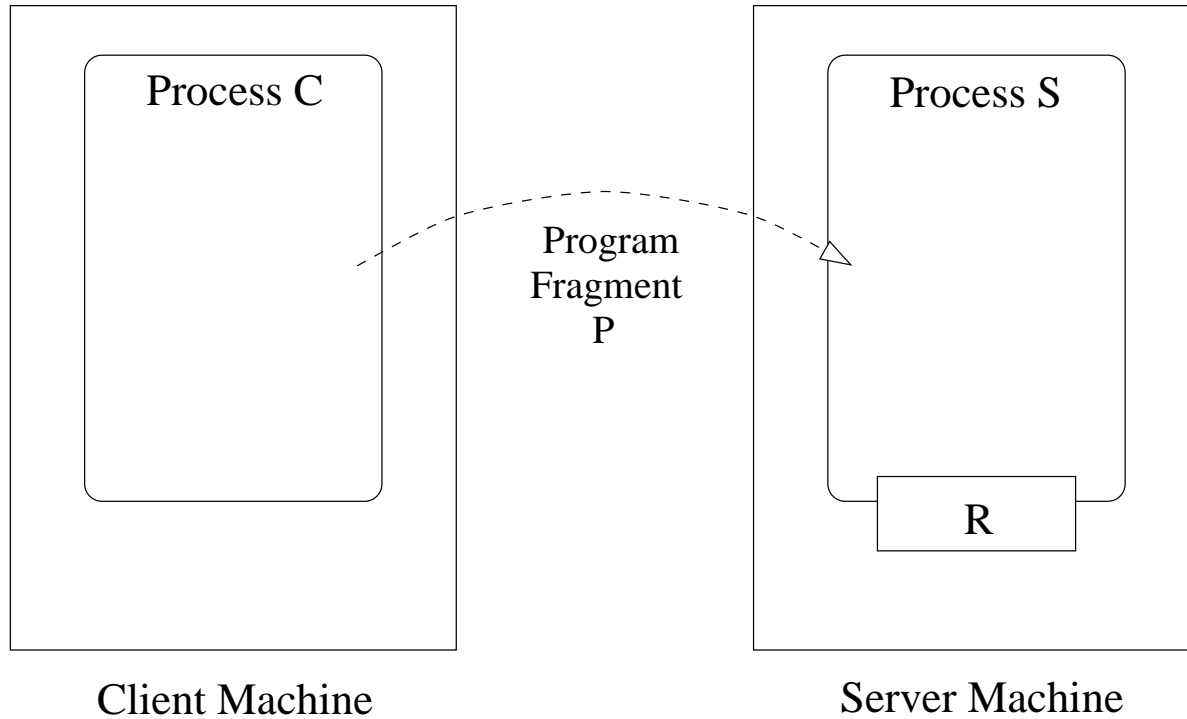 Process C
Process S
Program
Fragment
P
R
Client Machine
Server Machine